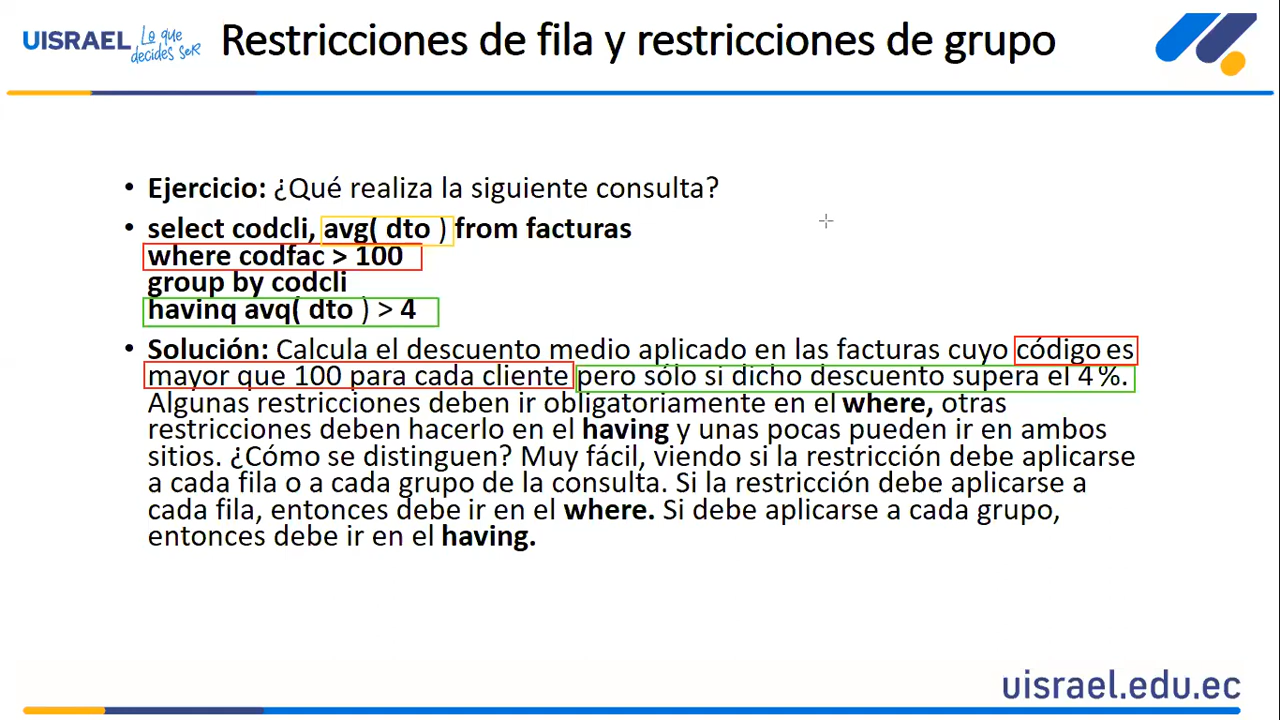 UISRAEL Lo que decides seR
Restricciones de fila y restricciones de grupo
• Ejercicio: ¿Qué realiza la siguiente consulta?
• select codcli, avg( dto ) from facturas
where codfac > 100
group by codcli
having avg( dto ) > 4
• Solución: Calcula el descuento medio aplicado en las facturas cuyo código es
mayor que 100 para cada cliente pero sólo si dicho descuento supera el 4%.
Algunas restricciones deben ir obligatoriamente en el where, otras
restricciones deben hacerlo en el having y unas pocas pueden ir en ambos
sitios. ¿Cómo se distinguen? Muy fácil, viendo si la restricción debe aplicarse
a cada fila o a cada grupo de la consulta. Si la restricción debe aplicarse a
cada fila, entonces debe ir en el where. Si debe aplicarse a cada grupo,
entonces debe ir en el having.
uisrael.edu.ec